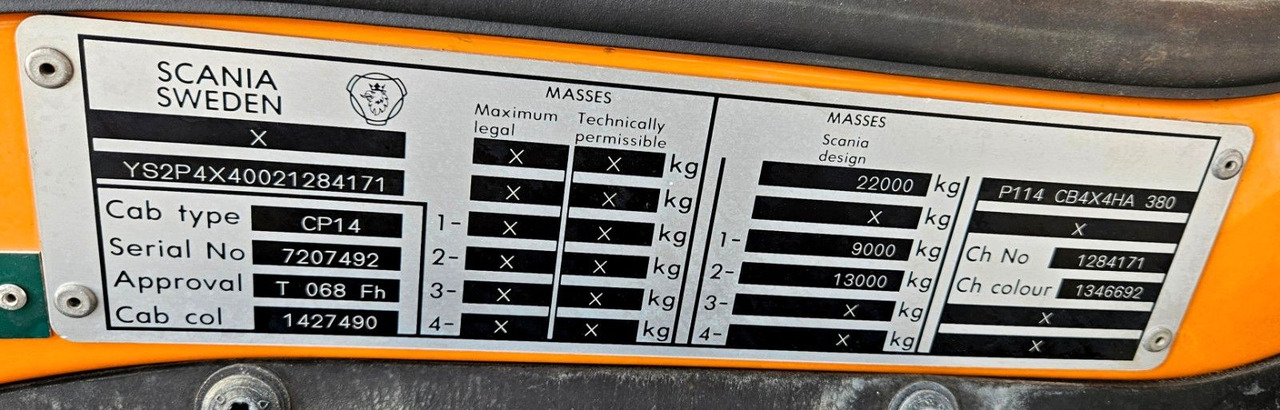 SCANIA
SWEDEN
X
YS2P4X40021284171
Cab type CP14
Serial No 7207492
Approval T 068 Fh
Cab col 1427490
MASSES
Maximum legal Technically permissible
X X kg
X X kg
1- X X kg
2- X X kg
3- X X kg
4- X X kg
MASSES
Scania
design
22000 kg
X kg
1- 9000 kg
2- 13000 kg
3- X kg
4- X kg
P114 CB4X4HA 380
X
Ch No 1284171
Ch colour 1346692
X
X